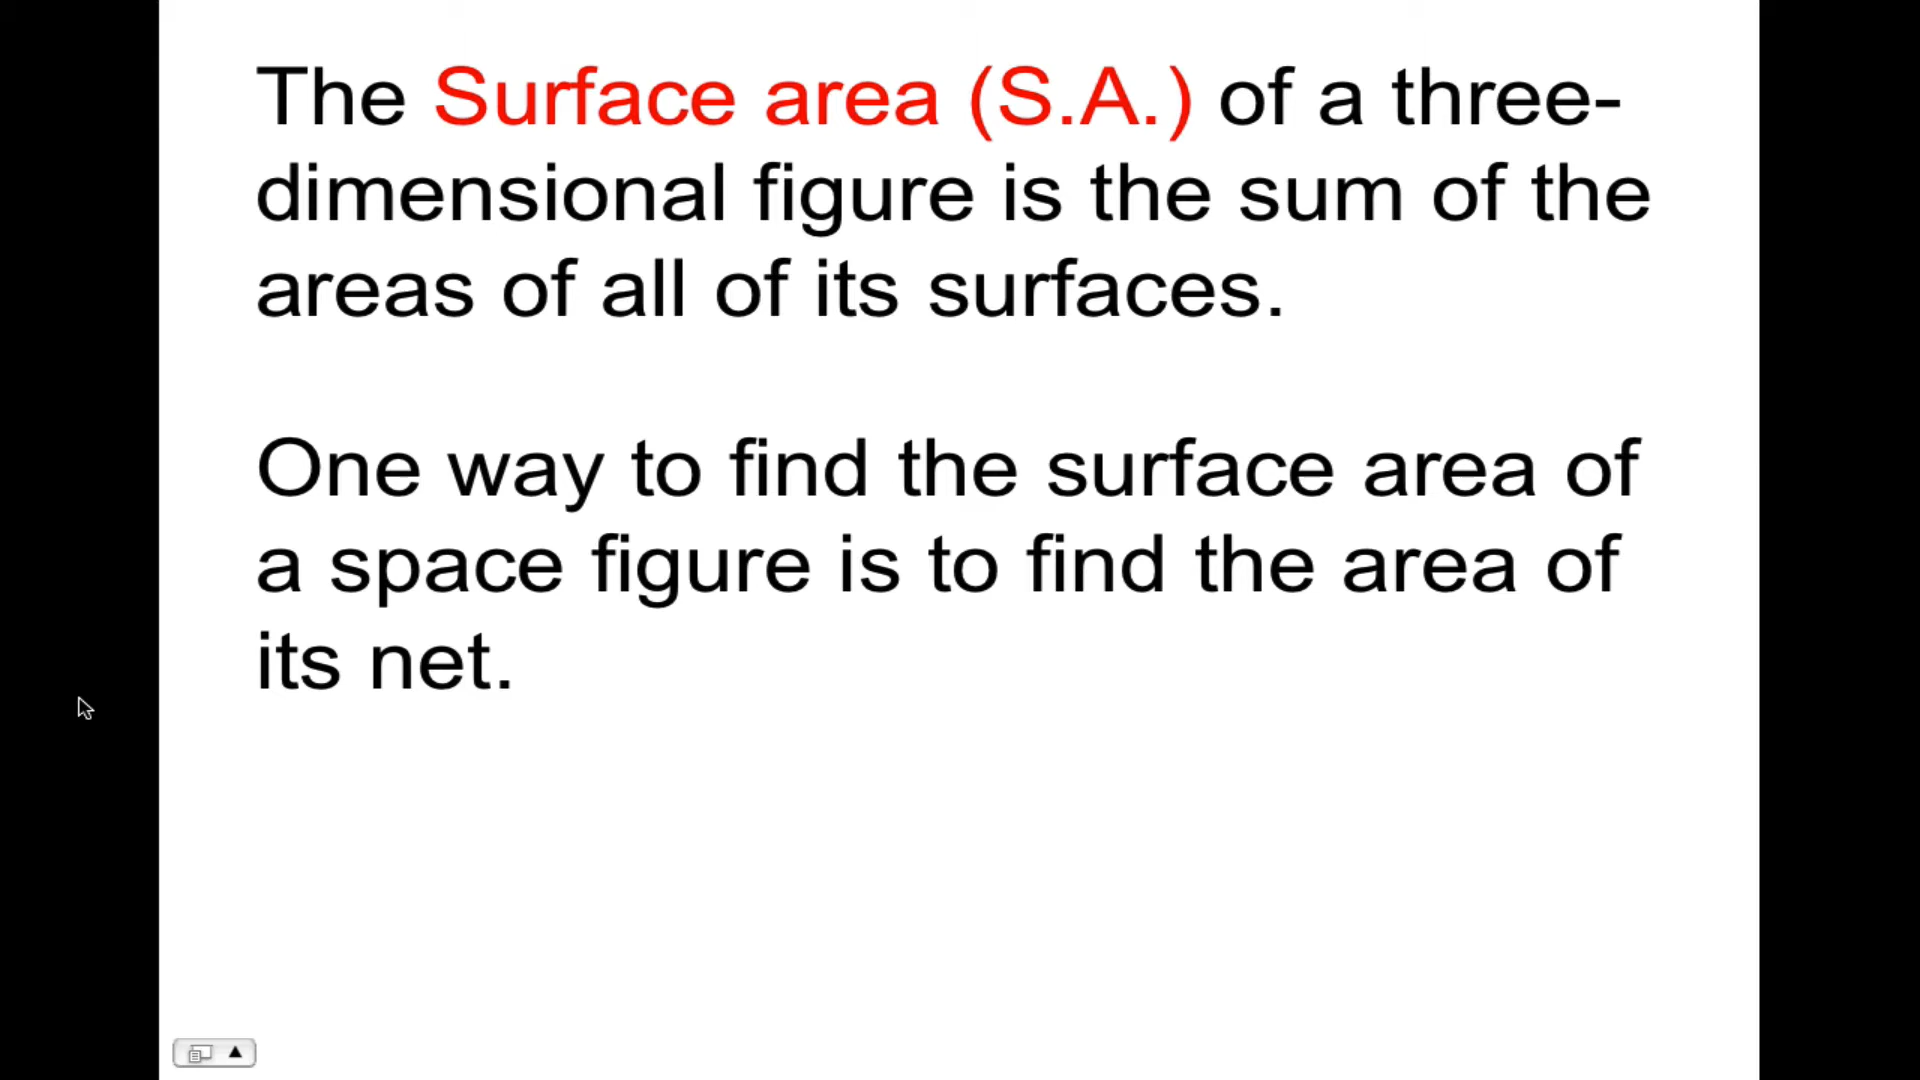 The Surface area (S.A.) of a three-
dimensional figure is the sum of the
areas of all of its surfaces.
One way to find the surface area of
a space figure is to find the area of
its net.